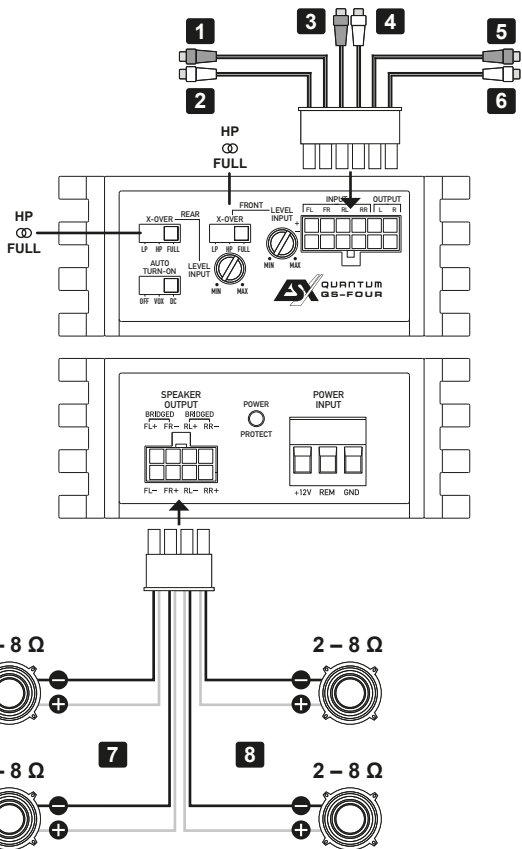 3 4
1 5
2 6
HP
FULL
HP
FULL
REAR
X-OVER
LP HP FULL
AUTO
TURN-ON
OFF VOX DC
LEVEL
INPUT
FRONT
X-OVER
LP HP FULL
MIN MAX
LEVEL
INPUT
MIN MAX
INPUT OUTPUT
FL FR RL RR L R
+
−
ESX QUANTUM
QS-FOUR
SPEAKER
OUTPUT
BRIDGED BRIDGED
FL+ FR− RL+ RR−
FL− FR+ RL− RR+
POWER
PROTECT
POWER
INPUT
+12V REM GND
– 8 Ω 2 – 8 Ω
− −
+ +
7 8
– 8 Ω 2 – 8 Ω
− −
+ +